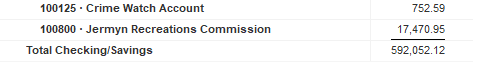 100125 · Crime Watch Account 752.59
100800 · Jermyn Recreations Commission 17,470.95
Total Checking/Savings 592,052.12